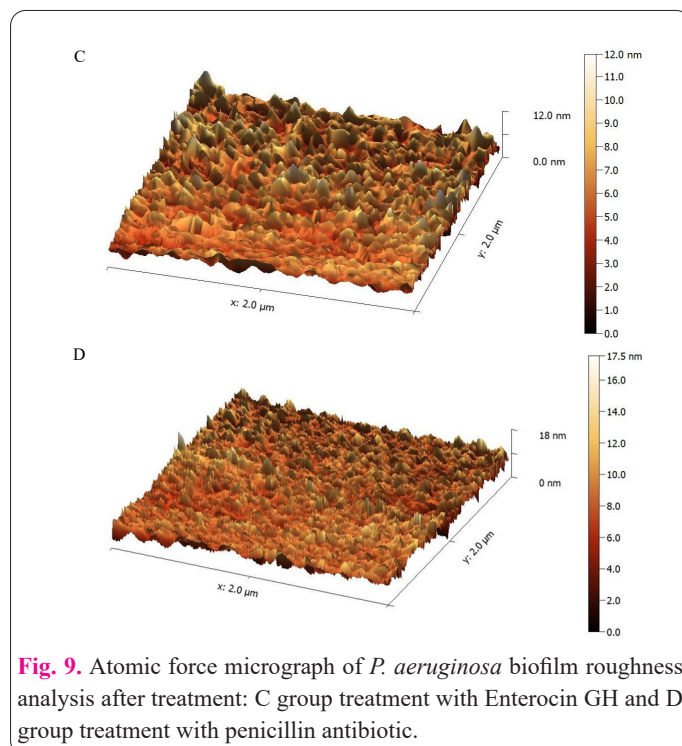 C
12.0 nm
11.0
10.0
9.0
8.0
7.0
6.0
5.0
4.0
3.0
2.0
1.0
0.0
12.0 nm
0.0 nm
y: 2.0 µm
x: 2.0 µm
D
17.5 nm
16.0
14.0
12.0
10.0
8.0
6.0
4.0
2.0
0.0
18 nm
0 nm
y: 2.0 µm
x: 2.0 µm
Fig. 9. Atomic force micrograph of P. aeruginosa biofilm roughness
analysis after treatment: C group treatment with Enterocin GH and D
group treatment with penicillin antibiotic.